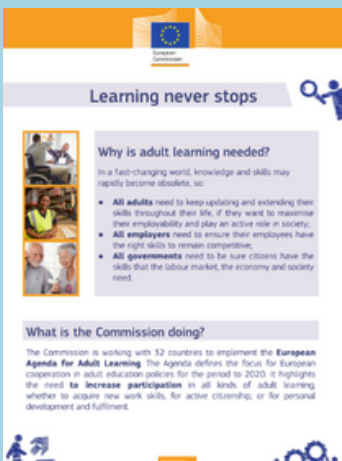 European
Commission
Learning never stops
Why is adult learning needed?
In a fast-changing world, knowledge and skills may
rapidly become obsolete, so:
• All adults need to keep updating and extending their
skills throughout their life, if they want to maximise
their employability and play an active role in society;
• All employers need to ensure their employees have
the right skills to remain competitive;
• All governments need to be sure citizens have the
skills that the labour market, the economy and society
need.
What is the Commission doing?
The Commission is working with 32 countries to implement the European
Agenda for Adult Learning. The Agenda defines the focus for European
cooperation in adult education policies for the period to 2020. It highlights
the need to increase participation in all kinds of adult learning,
whether to acquire new work skills, for active citizenship, or for personal
development and fulfilment.